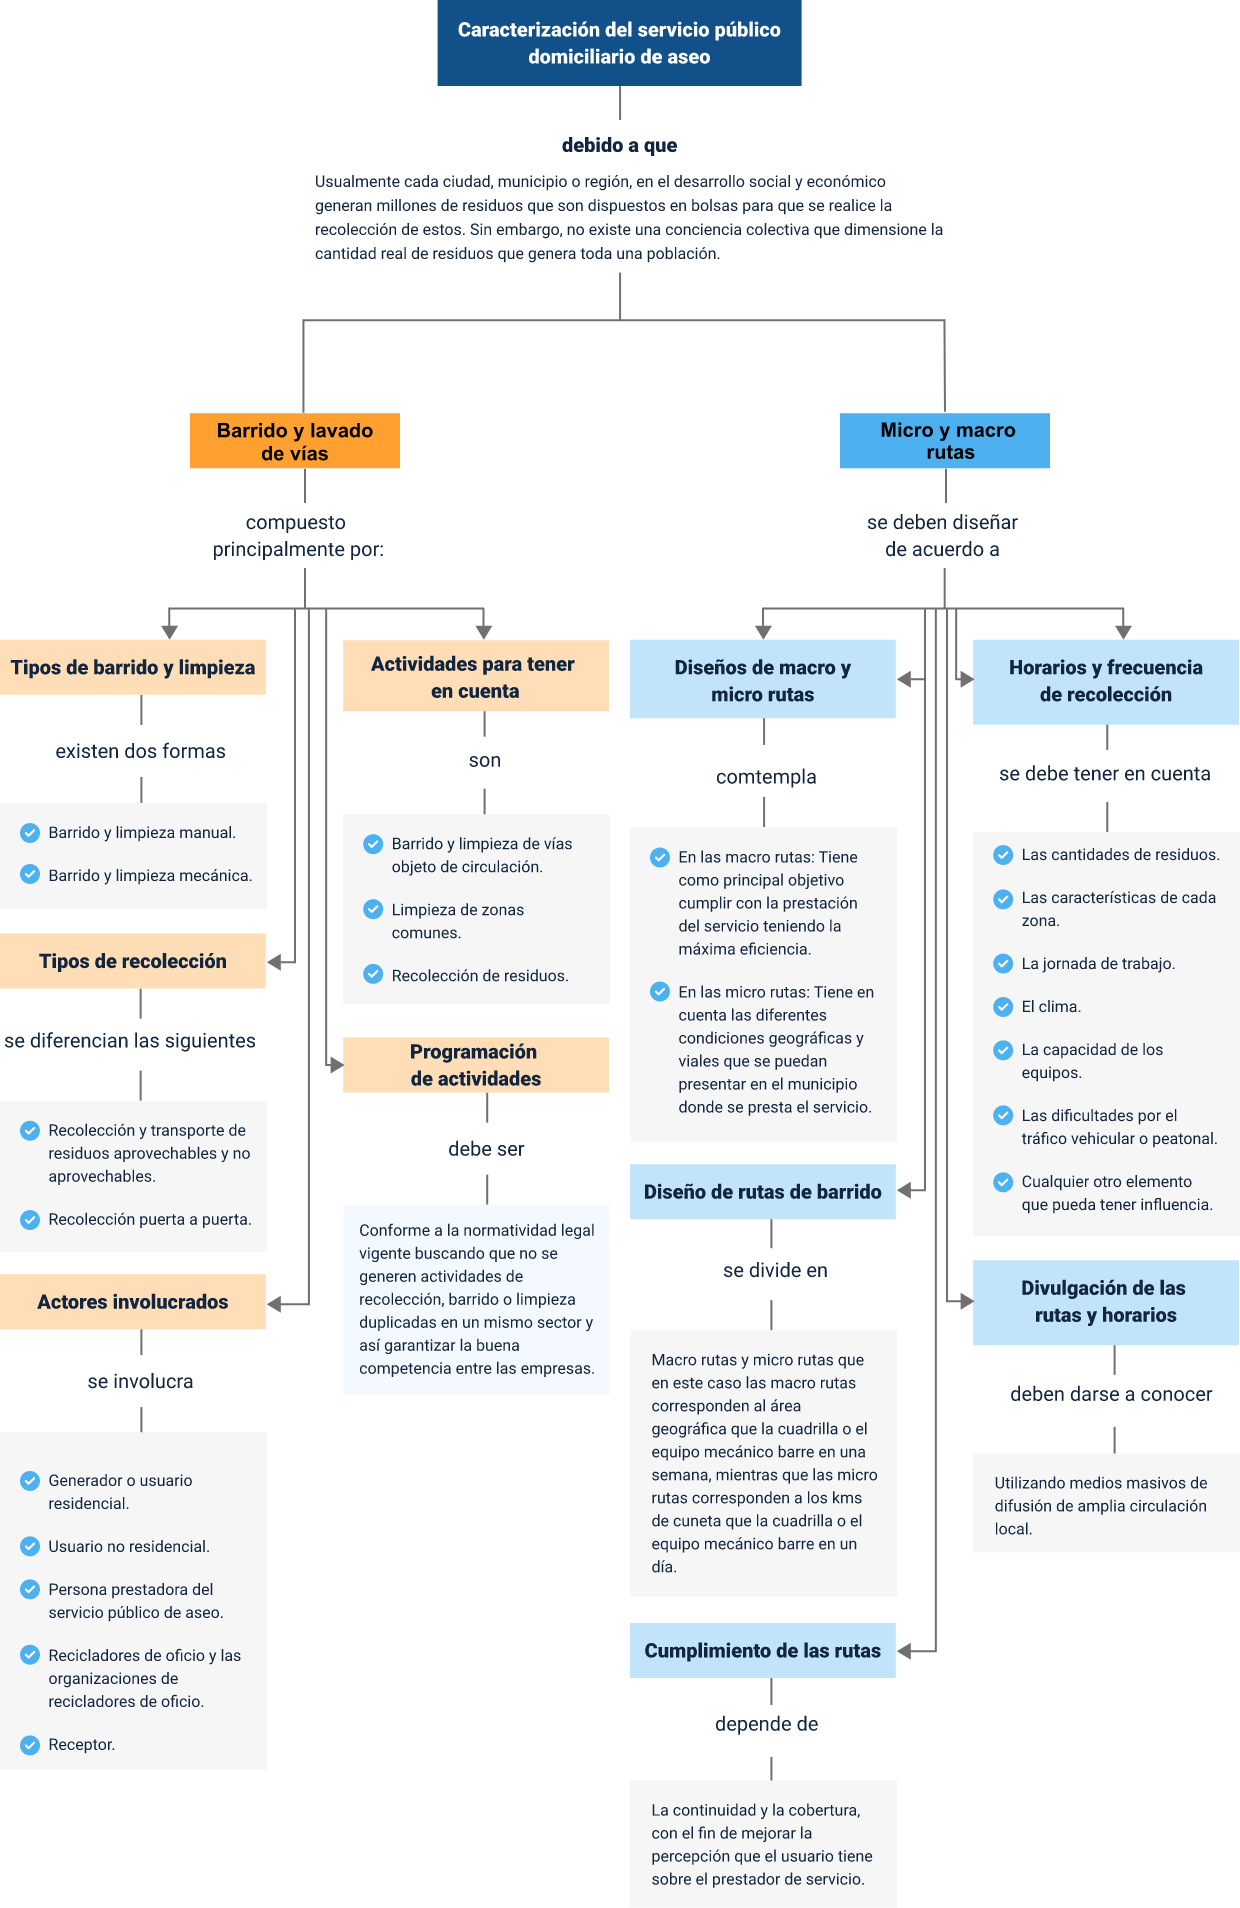 Caracterización del servicio público
domiciliario de aseo
debido a que
Usualmente cada ciudad, municipio o región, en el desarrollo social y económico
generan millones de residuos que son dispuestos en bolsas para que se realice la
recolección de estos. Sin embargo, no existe una conciencia colectiva que dimensione la
cantidad real de residuos que genera toda una población.
Barrido y lavado
de vías
compuesto
principalmente por:
Tipos de barrido y limpieza
existen dos formas
Barrido y limpieza manual.
Barrido y limpieza mecánica.
Tipos de recolección
se diferencian las siguientes
Recolección y transporte de
residuos aprovechables y no
aprovechables.
Recolección puerta a puerta.
Actores involucrados
se involucra
Generador o usuario
residencial.
Usuario no residencial.
Persona prestadora del
servicio público de aseo.
Recicladores de oficio y las
organizaciones de
recicladores de oficio.
Receptor.
Actividades para tener
en cuenta
son
Barrido y limpieza de vías
objeto de circulación.
Limpieza de zonas
comunes.
Recolección de residuos.
Programación
de actividades
debe ser
Conforme a la normatividad legal
vigente buscando que no se
generen actividades de
recolección, barrido o limpieza
duplicadas en un mismo sector y
así garantizar la buena
competencia entre las empresas.
Micro y macro
rutas
se deben diseñar
de acuerdo a
Diseños de macro y
micro rutas
comtempla
En las macro rutas: Tiene
como principal objetivo
cumplir con la prestación
del servicio teniendo la
máxima eficiencia.
En las micro rutas: Tiene en
cuenta las diferentes
condiciones geográficas y
viales que se puedan
presentar en el municipio
donde se presta el servicio.
Diseño de rutas de barrido
se divide en
Macro rutas y micro rutas que
en este caso las macro rutas
corresponden al área
geográfica que la cuadrilla o el
equipo mecánico barre en una
semana, mientras que las micro
rutas corresponden a los kms
de cuneta que la cuadrilla o el
equipo mecánico barre en un
día.
Cumplimiento de las rutas
depende de
La continuidad y la cobertura,
con el fin de mejorar la
percepción que el usuario tiene
sobre el prestador de servicio.
Horarios y frecuencia
de recolección
se debe tener en cuenta
Las cantidades de residuos.
Las características de cada
zona.
La jornada de trabajo.
El clima.
La capacidad de los
equipos.
Las dificultades por el
tráfico vehicular o peatonal.
Cualquier otro elemento
que pueda tener influencia.
Divulgación de las
rutas y horarios
deben darse a conocer
Utilizando medios masivos de
difusión de amplia circulación
local.